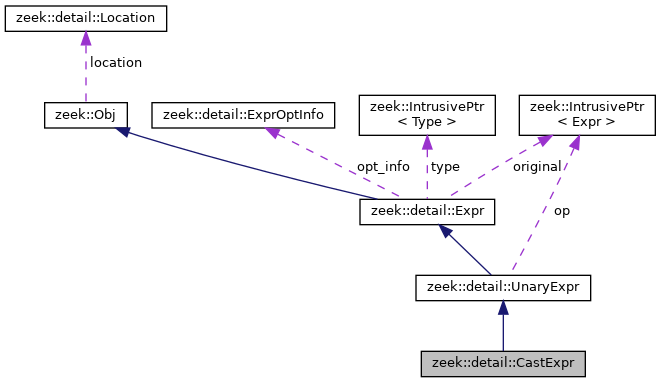 zeek::detail::Location
location
zeek::Obj
zeek::detail::ExprOptInfo
zeek::IntrusivePtr
< Type >
zeek::IntrusivePtr
< Expr >
opt_info
type
original
zeek::detail::Expr
op
zeek::detail::UnaryExpr
zeek::detail::CastExpr